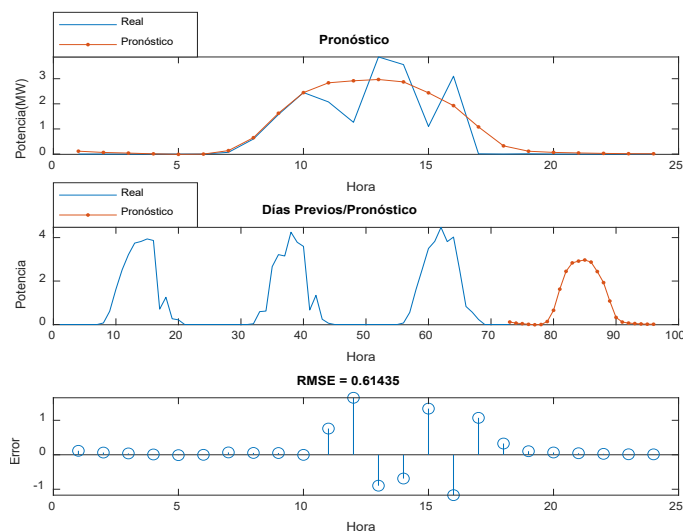 Real
Pronóstico
Pronóstico
Potencia(MW)
3
2
1
0
0 5 10 15 20 25
Hora
Real
Pronóstico
Días Previos/Pronóstico
Potencia
4
2
0
0 10 20 30 40 50 60 70 80 90 100
Hora
RMSE = 0.61435
Error
1
0
-1
0 5 10 15 20 25
Hora